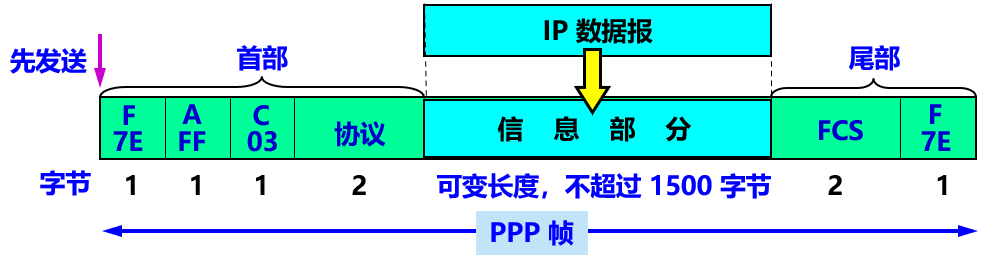 IP 数据报
先发送
首部
尾部
F A C F
7E FF 03 协议 信息部分 FCS 7E
字节 1 1 1 2 可变长度，不超过 1500 字节 2 1
PPP 帧